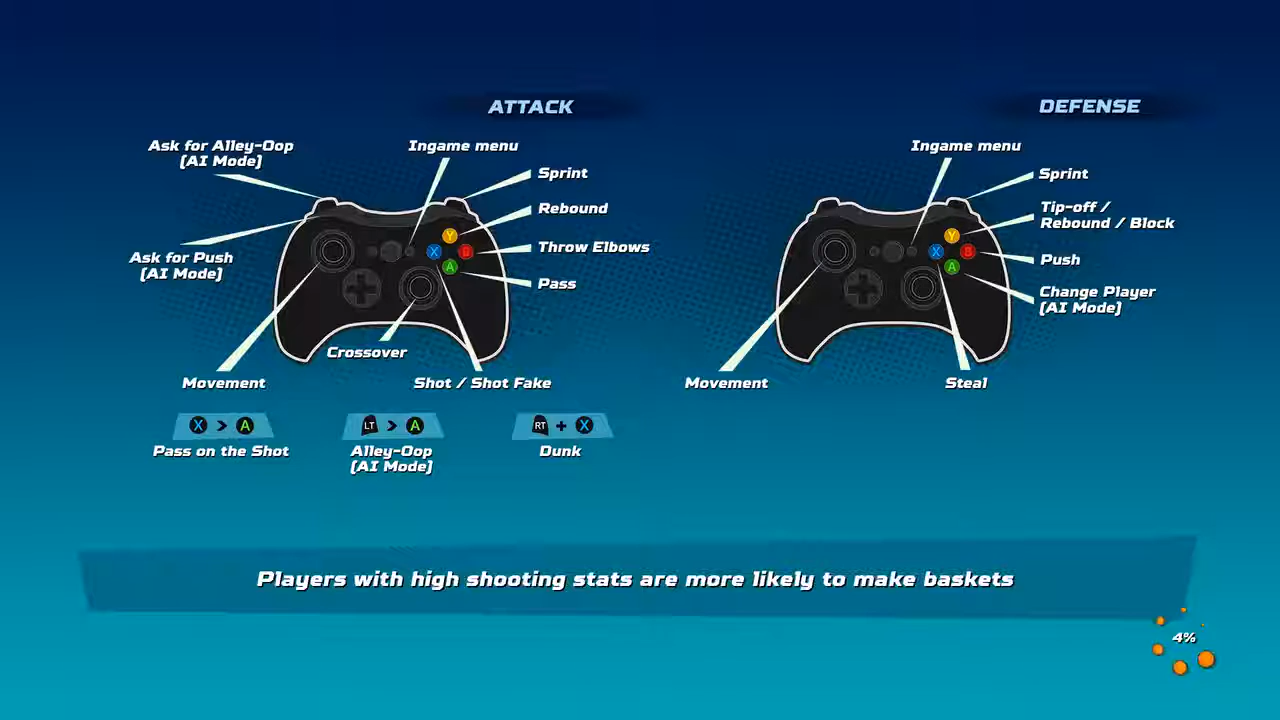 ATTACK
DEFENSE
Ask for Alley-Oop
[AI Mode]
Ingame menu
Sprint
Rebound
Throw Elbows
Pass
Ask for Push
[AI Mode]
Crossover
Movement
Shot / Shot Fake
Y
X
B
A
X > A
Pass on the Shot
LT > A
Alley-Oop
[AI Mode]
RT + X
Dunk
Ingame menu
Sprint
Tip-off /
Rebound / Block
Push
Change Player
[AI Mode]
Y
X
B
A
Movement
Steal
Players with high shooting stats are more likely to make baskets
4%